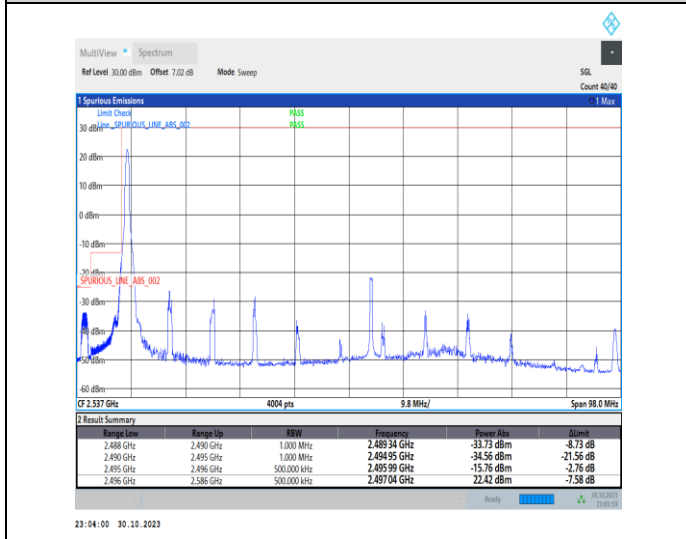 MultiView Spectrum
Ref Level 30.00 dBm Offset 7.02 dB Mode Sweep SGL
Count 40/40
1 Spurious Emissions 1 Max
Limit Check PASS
30 dBm Line _SPURIOUS_LINE_ABS_002 PASS
20 dBm
10 dBm
0 dBm
-10 dBm
-20 dBm
_SPURIOUS_LINE_ABS_002
-30 dBm
-40 dBm
-50 dBm
-60 dBm
CF 2.537 GHz 4004 pts 9.8 MHz/ Span 98.0 MHz
2 Result Summary
Range Low Range Up RBW Frequency Power Abs ΔLimit
2.488 GHz 2.490 GHz 1.000 MHz 2.489 34 GHz -33.73 dBm -8.73 dB
2.490 GHz 2.495 GHz 1.000 MHz 2.494 95 GHz -34.56 dBm -21.56 dB
2.495 GHz 2.496 GHz 500.000 kHz 2.495 99 GHz -15.76 dBm -2.76 dB
2.496 GHz 2.586 GHz 500.000 kHz 2.497 04 GHz 22.42 dBm -7.58 dB
Ready 30.10.2023
23:03:59
23:04:00 30.10.2023